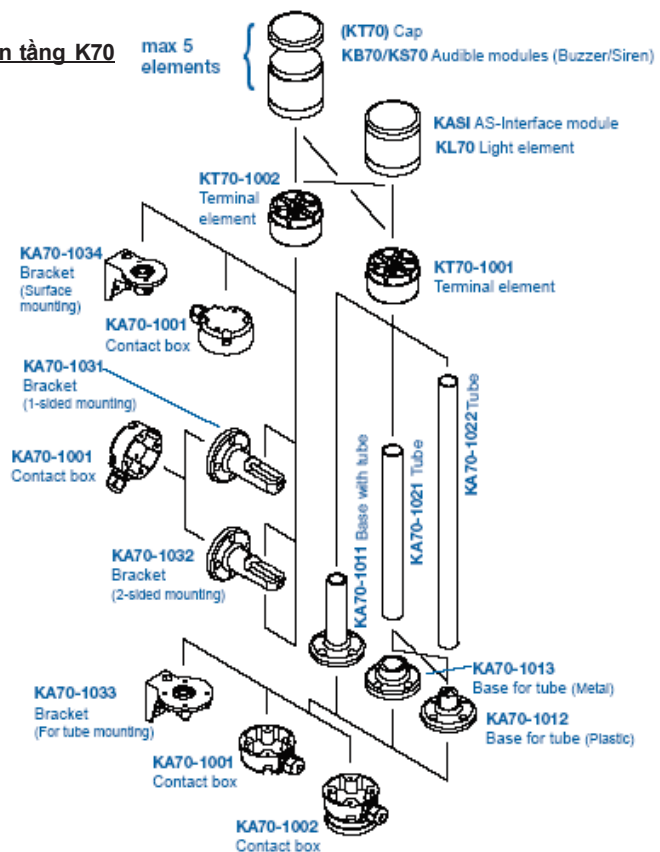 n tầng K70
max 5
elements
(KT70) Cap
KB70/KS70 Audible modules (Buzzer/Siren)
KASI AS-Interface module
KL70 Light element
KT70-1002
Terminal
element
KT70-1001
Terminal element
KA70-1034
Bracket
(Surface
mounting)
KA70-1001
Contact box
KA70-1031
Bracket
(1-sided mounting)
KA70-1001
Contact box
KA70-1032
Bracket
(2-sided mounting)
KA70-1011 Base with tube
KA70-1021 Tube
KA70-1022 Tube
KA70-1013
Base for tube (Metal)
KA70-1012
Base for tube (Plastic)
KA70-1033
Bracket
(For tube mounting)
KA70-1001
Contact box
KA70-1002
Contact box